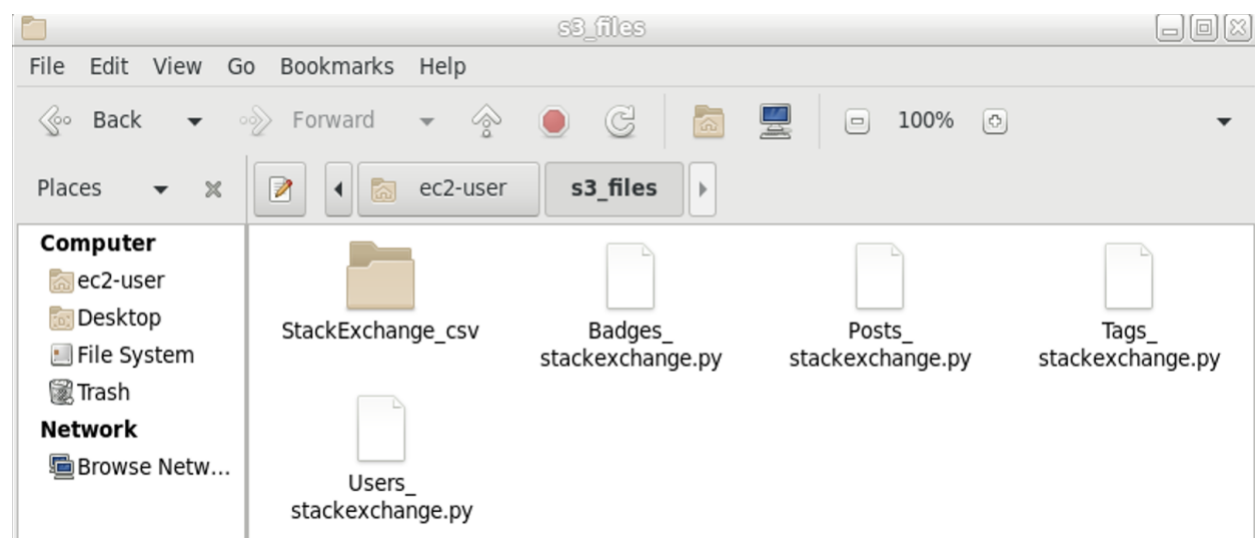 s3_files
File Edit View Go Bookmarks Help
Back Forward 100%
Places ec2-user s3_files
Computer
ec2-user
Desktop
File System
Trash
Network
Browse Netw...
StackExchange_csv
Badges_
stackexchange.py
Posts_
stackexchange.py
Tags_
stackexchange.py
Users_
stackexchange.py